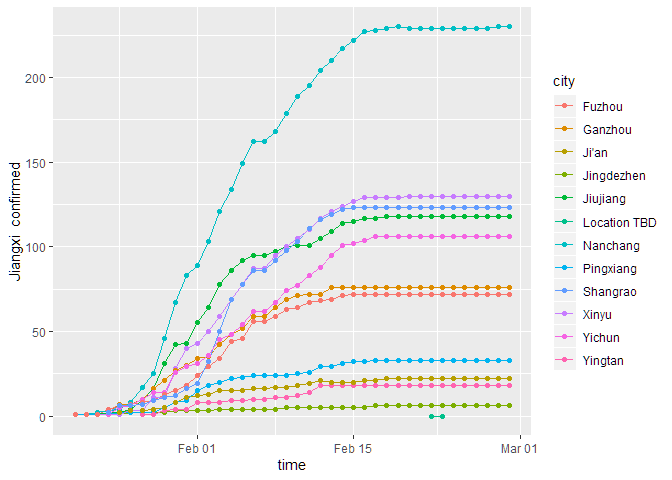 200
150
100
50
0
Jiangxi confirmed
Feb 01
Feb 15
Mar 01
time
city
Fuzhou
Ganzhou
Ji'an
Jingdezhen
Jiujiang
Location TBD
Nanchang
Pingxiang
Shangrao
Xinyu
Yichun
Yingtan